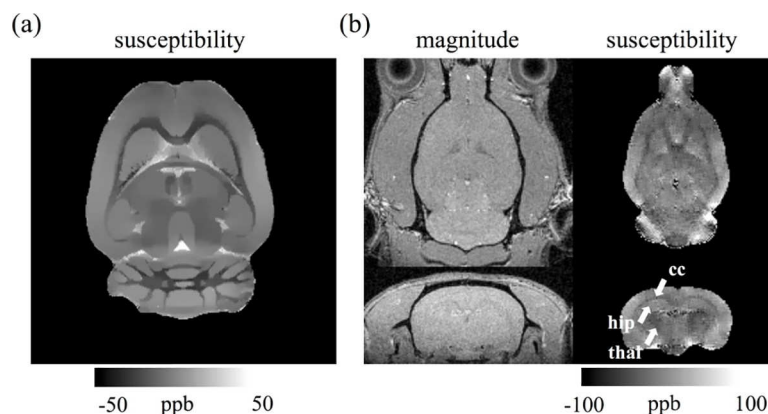 (a)
susceptibility
-50 ppb 50
(b)
magnitude susceptibility
cc
hip
thal
-100 ppb 100